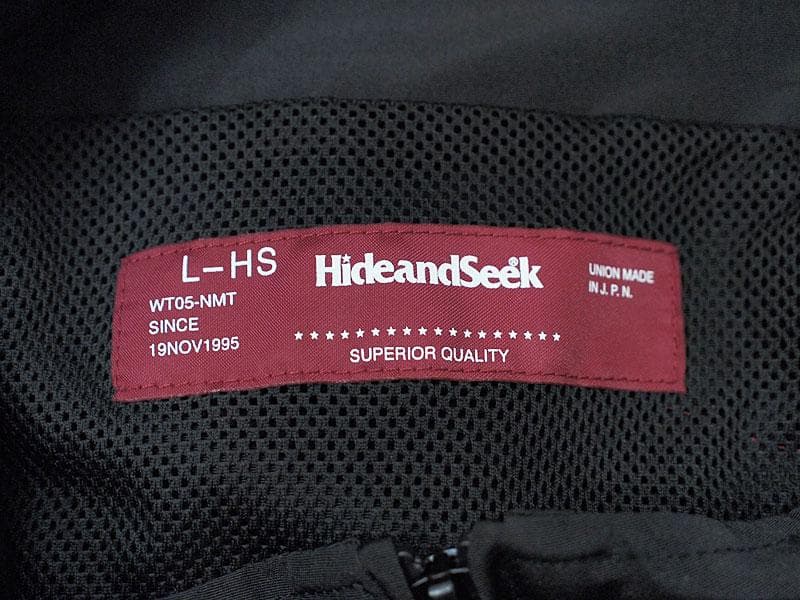 L-HS
WT05-NMT
SINCE
19NOV1995
HideandSeek®
★★★★★★★★★★★★★★★★★
SUPERIOR QUALITY
UNION MADE
IN J. P. N.